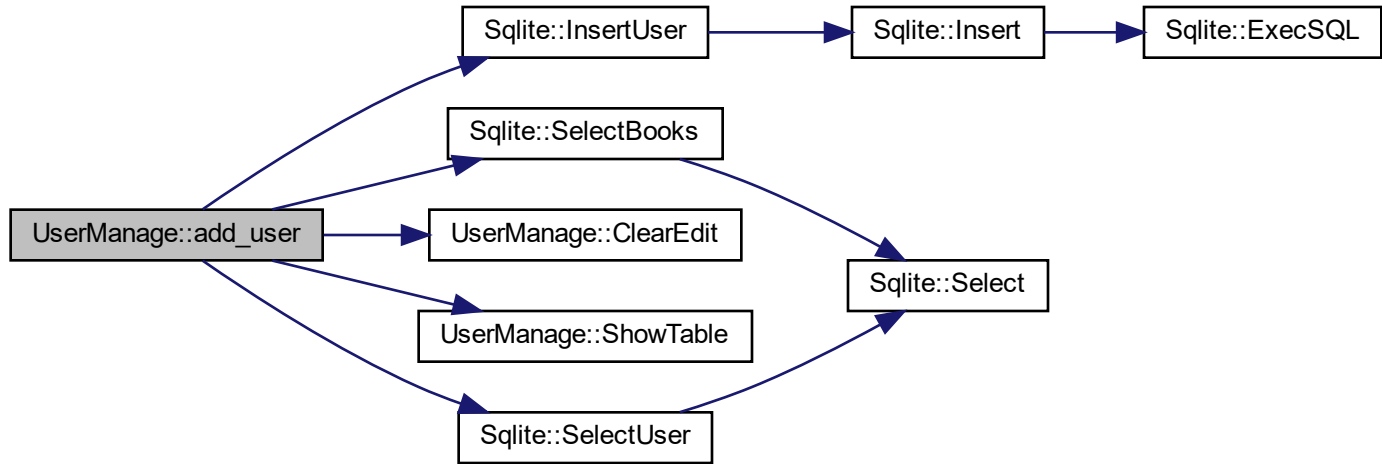 Sqlite::InsertUser
Sqlite::Insert
Sqlite::ExecSQL
Sqlite::SelectBooks
UserManage::add_user
UserManage::ClearEdit
Sqlite::Select
UserManage::ShowTable
Sqlite::SelectUser